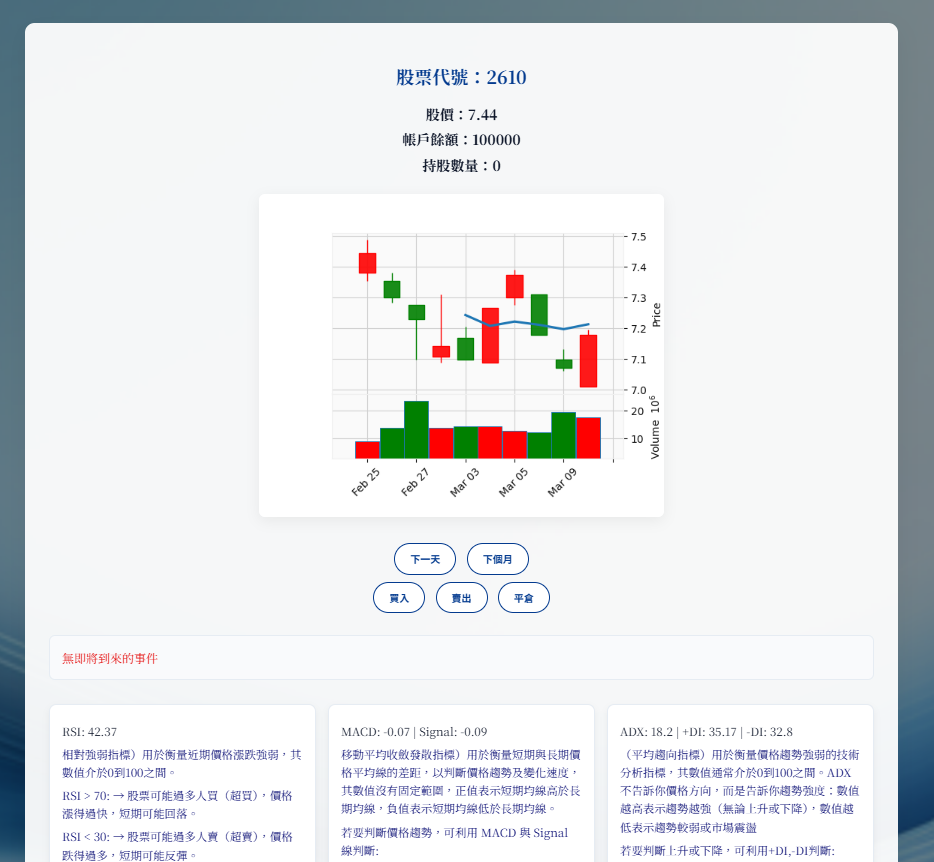 股票代號：2610
股價：7.44
帳戶餘額：100000
持股數量：0
7.5
7.4
7.3
7.2
7.1
7.0
Price
20
10
Volume 10^6
Feb 25
Feb 27
Mar 03
Mar 05
Mar 09
下一天
下個月
買入
賣出
平倉
無即將到來的事件
RSI: 42.37
相對強弱指標）用於衡量近期價格漲跌強弱，其
數值介於0到100之間。
RSI > 70: → 股票可能過多人買（超買），價格
漲得過快，短期可能回落。
RSI < 30: → 股票可能過多人賣（超賣），價格
跌得過多，短期可能反彈。
MACD: -0.07 | Signal: -0.09
移動平均收斂發散指標）用於衡量短期與長期價
格平均線的差距，以判斷價格趨勢及變化速度，
其數值沒有固定範圍，正值表示短期均線高於長
期均線，負值表示短期均線低於長期均線。
若要判斷價格趨勢，可利用 MACD 與 Signal
線判斷:
ADX: 18.2 | +DI: 35.17 | -DI: 32.8
（平均趨向指標）用於衡量價格趨勢強弱的技術
分析指標，其數值通常介於0到100之間。ADX
不告訴你價格方向，而是告訴你趨勢強度：數值
越高表示趨勢越強（無論上升或下降），數值越
低表示趨勢較弱或市場震盪
若要判斷上升或下降，可利用+DI,-DI判斷: